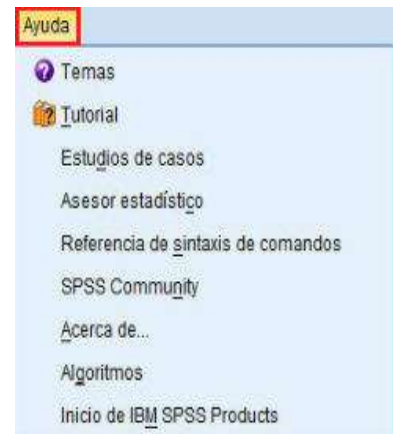 Ayuda
Temas
Tutorial
Estudios de casos
Asesor estadístico
Referencia de sintaxis de comandos
SPSS Community
Acerca de...
Algoritmos
Inicio de IBM SPSS Products